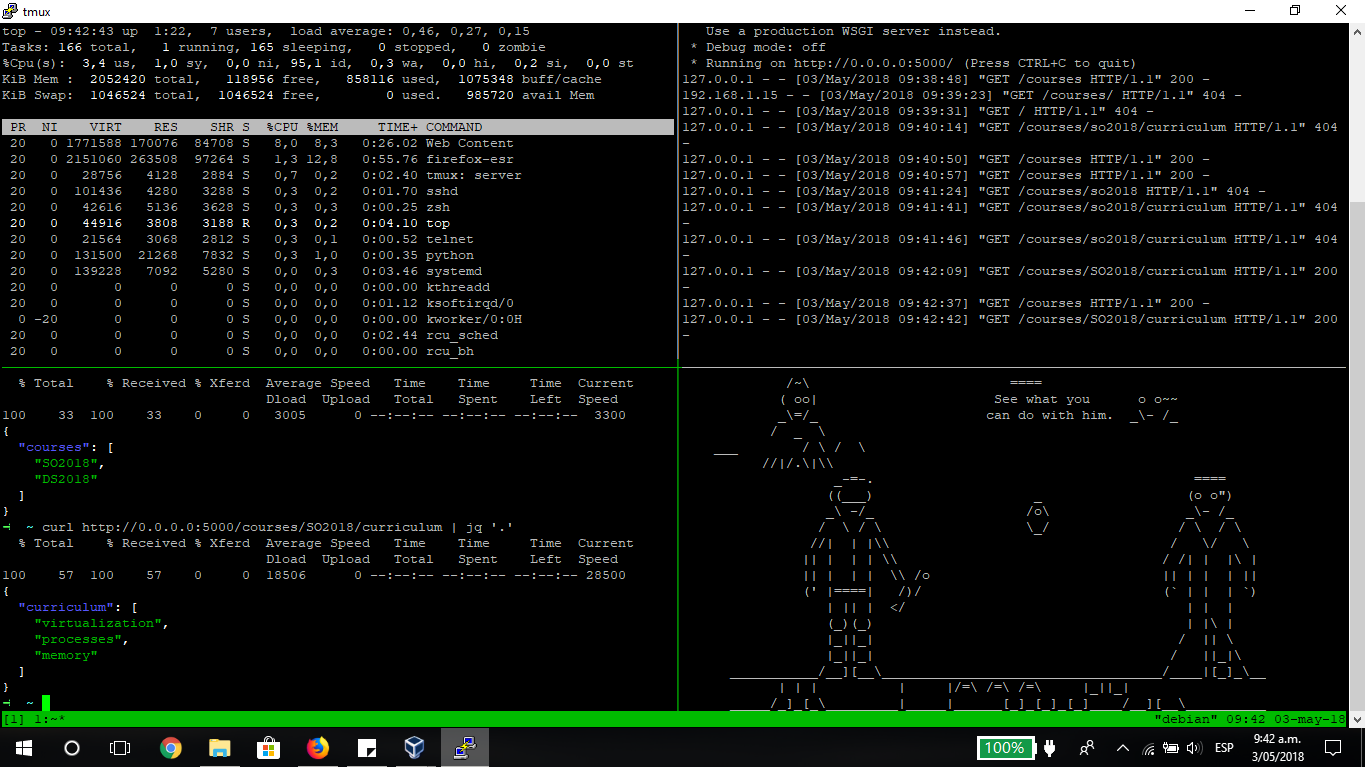 tmux
top - 09:42:43 up  1:22,  7 users,  load average: 0,46, 0,27, 0,15
Tasks: 166 total,   1 running, 165 sleeping,   0 stopped,   0 zombie
%Cpu(s):  3,4 us,  1,0 sy,  0,0 ni, 95,1 id,  0,3 wa,  0,0 hi,  0,2 si,  0,0 st
KiB Mem :  2052420 total,   118956 free,   858116 used,  1075348 buff/cache
KiB Swap:  1046524 total,  1046524 free,        0 used.   985720 avail Mem
PR  NI    VIRT    RES    SHR S  %CPU %MEM     TIME+ COMMAND
20   0 1771588 170076  84708 S   8,0  8,3   0:26.02 Web Content
20   0 2151060 263508  97264 S   1,3 12,8   0:55.76 firefox-esr
20   0   28756   4128   2884 S   0,7  0,2   0:02.40 tmux: server
20   0  101436   4280   3288 S   0,3  0,2   0:01.70 sshd
20   0   42616   5136   3628 S   0,3  0,3   0:00.25 zsh
20   0   44916   3808   3188 R   0,3  0,2   0:04.10 top
20   0   21564   3068   2812 S   0,3  0,1   0:00.52 telnet
20   0  131500  21268   7832 S   0,3  1,0   0:00.35 python
20   0  139228   7092   5280 S   0,0  0,3   0:03.46 systemd
20   0       0      0      0 S   0,0  0,0   0:00.00 kthreadd
20   0       0      0      0 S   0,0  0,0   0:01.12 ksoftirqd/0
0 -20       0      0      0 S   0,0  0,0   0:00.00 kworker/0:0H
20   0       0      0      0 S   0,0  0,0   0:02.44 rcu_sched
20   0       0      0      0 S   0,0  0,0   0:00.00 rcu_bh
Use a production WSGI server instead.
* Debug mode: off
* Running on http://0.0.0.0:5000/ (Press CTRL+C to quit)
127.0.0.1 - - [03/May/2018 09:38:48] "GET /courses HTTP/1.1" 200 -
192.168.1.15 - - [03/May/2018 09:39:23] "GET /courses/ HTTP/1.1" 404 -
127.0.0.1 - - [03/May/2018 09:39:31] "GET / HTTP/1.1" 404 -
127.0.0.1 - - [03/May/2018 09:40:14] "GET /courses/so2018/curriculum HTTP/1.1" 404
-
127.0.0.1 - - [03/May/2018 09:40:50] "GET /courses HTTP/1.1" 200 -
127.0.0.1 - - [03/May/2018 09:40:57] "GET /courses HTTP/1.1" 200 -
127.0.0.1 - - [03/May/2018 09:41:24] "GET /courses/so2018 HTTP/1.1" 404 -
127.0.0.1 - - [03/May/2018 09:41:41] "GET /courses/so2018/curriculum HTTP/1.1" 404
-
127.0.0.1 - - [03/May/2018 09:41:46] "GET /courses/so2018/curriculum HTTP/1.1" 404
-
127.0.0.1 - - [03/May/2018 09:42:09] "GET /courses/SO2018/curriculum HTTP/1.1" 200
-
127.0.0.1 - - [03/May/2018 09:42:37] "GET /courses HTTP/1.1" 200 -
127.0.0.1 - - [03/May/2018 09:42:42] "GET /courses/SO2018/curriculum HTTP/1.1" 200
-
% Total    % Received % Xferd  Average Speed   Time    Time     Time  Current
Dload  Upload   Total   Spent    Left  Speed
100    33  100    33    0     0   3005      0 --:--:-- --:--:-- --:--:--  3300
{
"courses": [
"SO2018",
"DS2018"
]
}
~ curl http://0.0.0.0:5000/courses/SO2018/curriculum | jq '.'
% Total    % Received % Xferd  Average Speed   Time    Time     Time  Current
Dload  Upload   Total   Spent    Left  Speed
100    57  100    57    0     0  18506      0 --:--:-- --:--:-- --:--:-- 28500
{
"curriculum": [
"virtualization",
"processes",
"memory"
]
}
~
See what you
can do with him.
[1] 1:~*
"debian" 09:42 03-may-18
100%
ESP
9:42 a.m.
3/05/2018